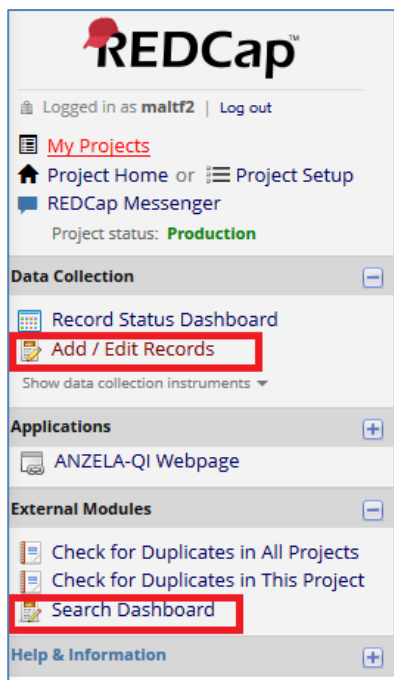 REDCap™
Logged in as maltf2 | Log out
My Projects
Project Home or Project Setup
REDCap Messenger
Project status: Production
Data Collection
Record Status Dashboard
Add / Edit Records
Show data collection instruments
Applications
ANZELA-QI Webpage
External Modules
Check for Duplicates in All Projects
Check for Duplicates in This Project
Search Dashboard
Help & Information